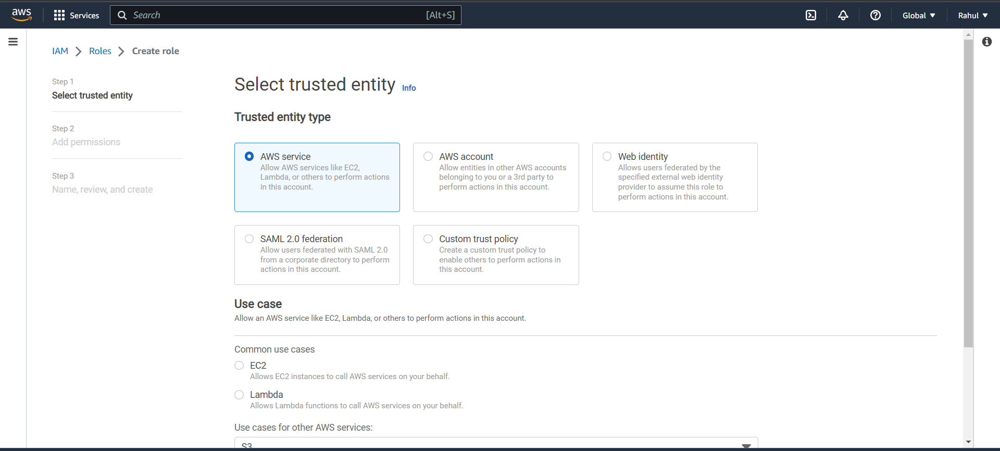 aws
Services
Search
[Alt+S]
Global
Rahul
IAM
Roles
Create role
Step 1
Select trusted entity
Step 2
Add permissions
Step 3
Name, review, and create
Select trusted entity Info
Trusted entity type
AWS service
Allow AWS services like EC2,
Lambda, or others to perform actions
in this account.
AWS account
Allow entities in other AWS accounts
belonging to you or a 3rd party to
perform actions in this account.
Web identity
Allows users federated by the
specified external web identity
provider to assume this role to
perform actions in this account.
SAML 2.0 federation
Allow users federated with SAML 2.0
from a corporate directory to perform
actions in this account.
Custom trust policy
Create a custom trust policy to
enable others to perform actions in
this account.
Use case
Allow an AWS service like EC2, Lambda, or others to perform actions in this account.
Common use cases
EC2
Allows EC2 instances to call AWS services on your behalf.
Lambda
Allows Lambda functions to call AWS services on your behalf.
Use cases for other AWS services:
S3